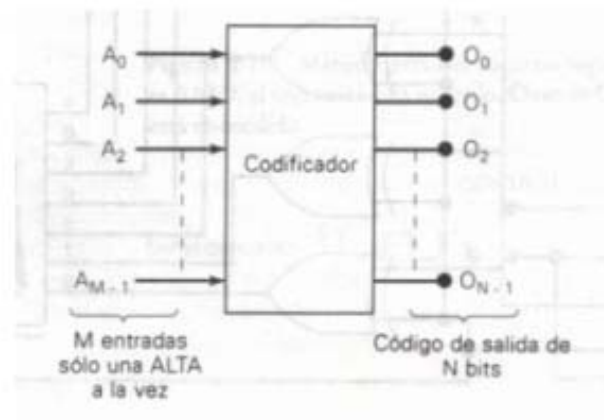 A0
A1
A2
AM - 1
Codificador
O0
O1
O2
ON - 1
M entradas
sólo una ALTA
a la vez
Código de salida de
N bits